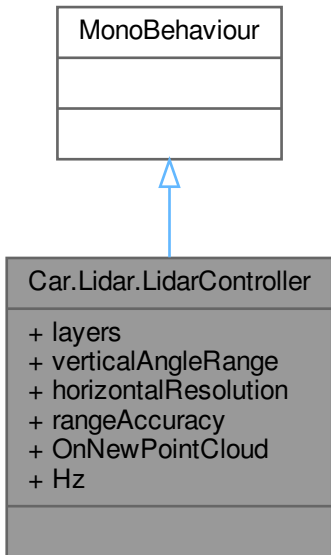 MonoBehaviour
Car.Lidar.LidarController
+ layers
+ verticalAngleRange
+ horizontalResolution
+ rangeAccuracy
+ OnNewPointCloud
+ Hz